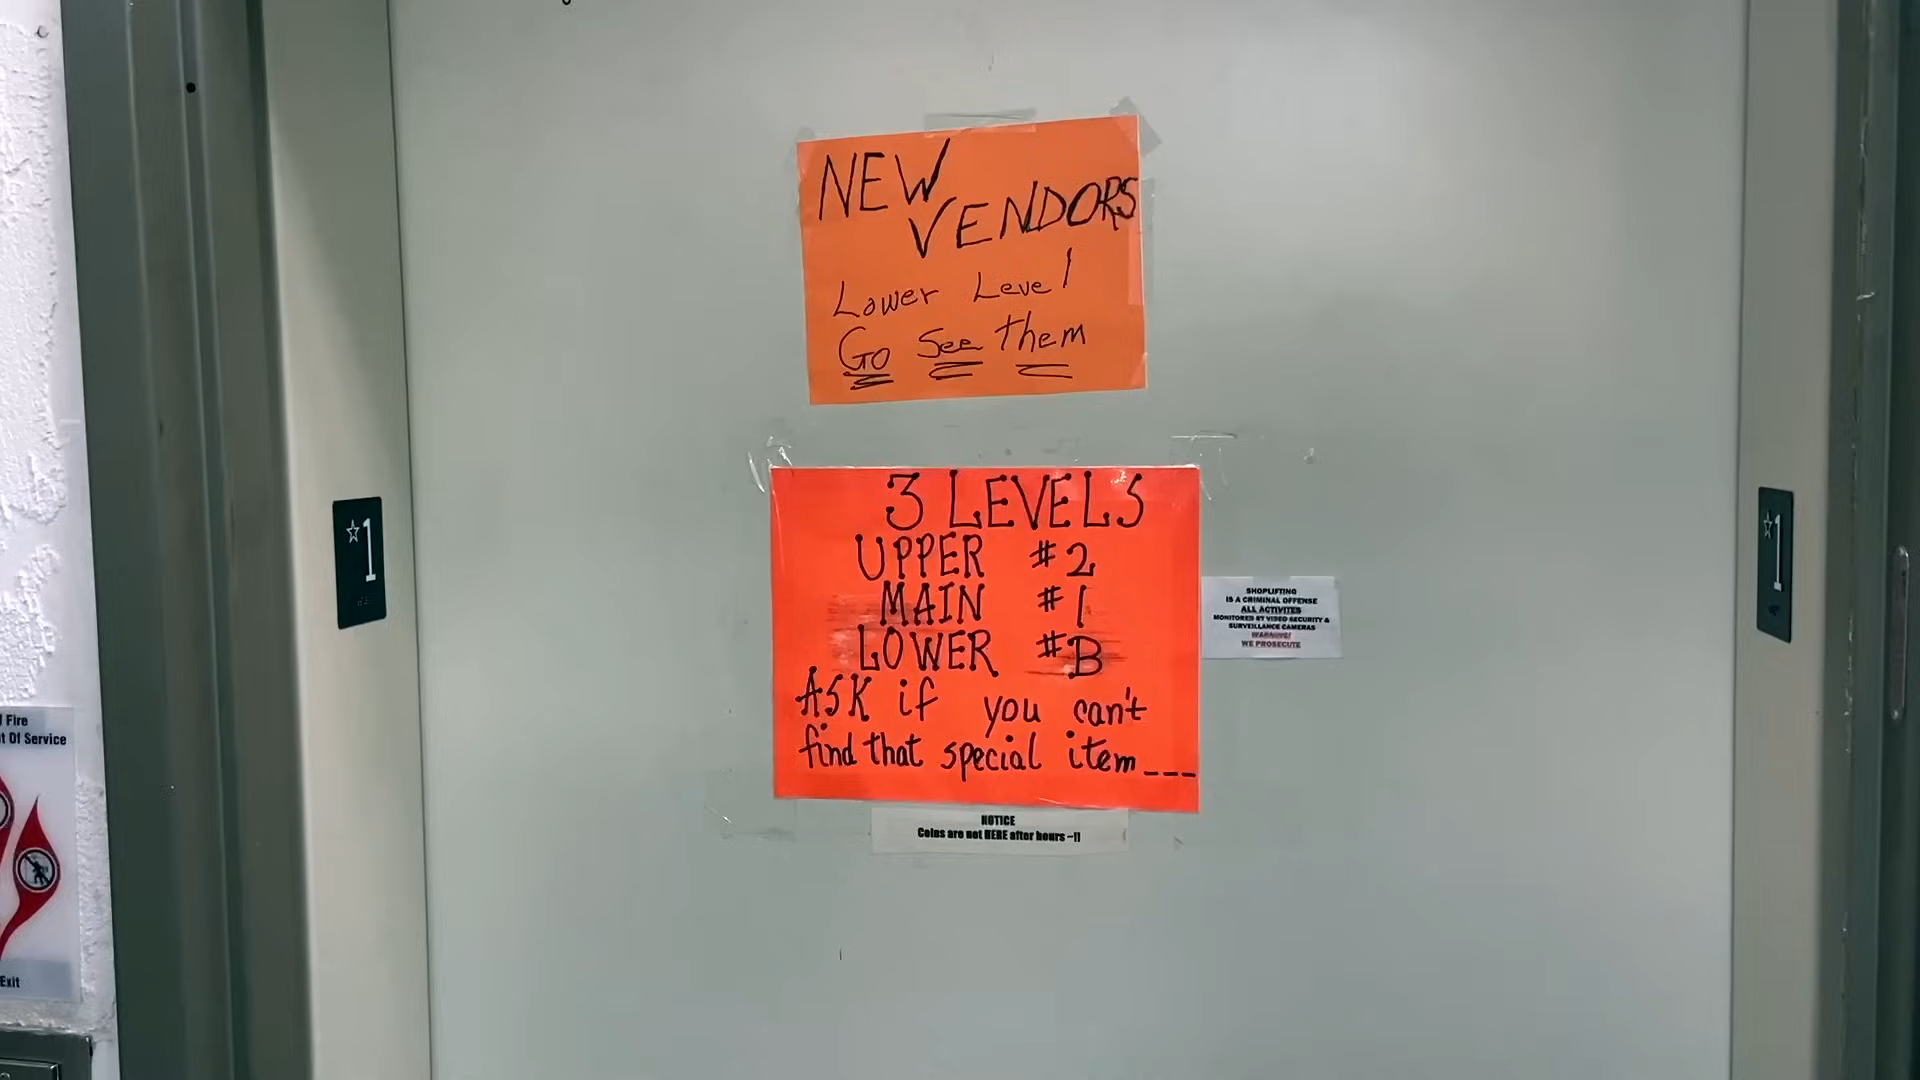 NEW
VENDORS
Lower Level
Go See Them
3 LEVELS
UPPER #2
MAIN #1
LOWER #B
ASK if you can't
find that special item___
NOTICE
Coins are not HERE after hours ~!!
SHOPLIFTING
IS A CRIMINAL OFFENSE
ALL ACTIVITES
MONITORED BY VIDEO SECURITY &
SURVEILLANCE CAMERAS
WARNING!
WE PROSECUTE
☆1
☆1
Fire
Of Service
Exit